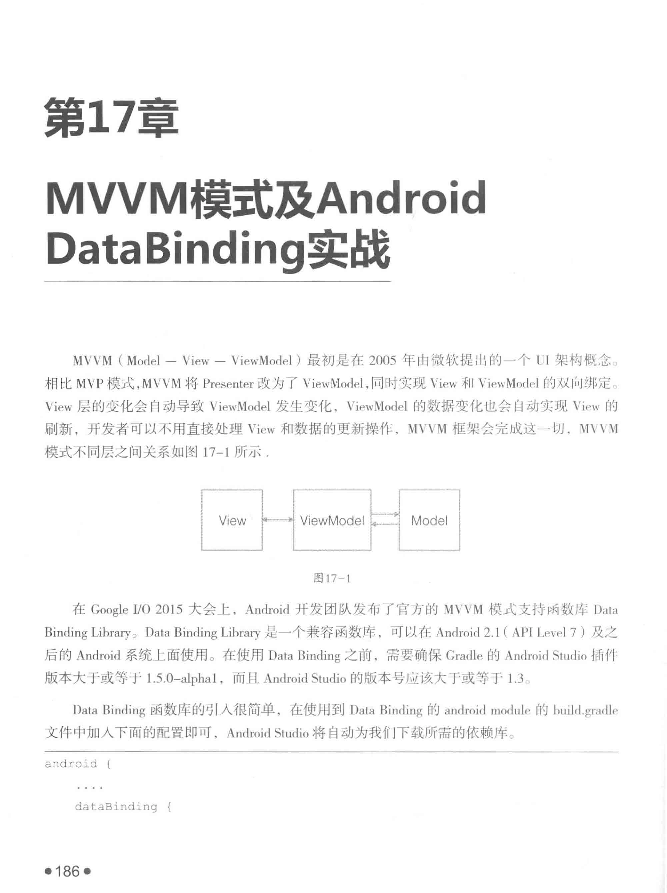 第17章
MVVM模式及Android
DataBinding实战
MVVM（Model — View — ViewModel）最初是在 2005 年由微软提出的一个 UI 架构概念。
相比 MVP 模式，MVVM 将 Presenter 改为了 ViewModel，同时实现 View 和 ViewModel 的双向绑定。
View 层的变化会自动导致 ViewModel 发生变化，ViewModel 的数据变化也会自动实现 View 的
刷新，开发者可以不用直接处理 View 和数据的更新操作，MVVM 框架会完成这一切，MVVM
模式不同层之间关系如图 17-1 所示．
View ViewModel Model
图17-1
在 Google I/O 2015 大会上，Android 开发团队发布了官方的 MVVM 模式支持函数库 Data
Binding Library。Data Binding Library 是一个兼容函数库，可以在 Android 2.1（API Level 7）及之
后的 Android 系统上面使用。在使用 Data Binding 之前，需要确保 Gradle 的 Android Studio 插件
版本大于或等于 1.5.0-alpha1，而且 Android Studio 的版本号应该大于或等于 1.3。
Data Binding 函数库的引入很简单，在使用到 Data Binding 的 android module 的 build.gradle
文件中加入下面的配置即可，Android Studio 将自动为我们下载所需的依赖库。
android {
....
dataBinding {
●186●